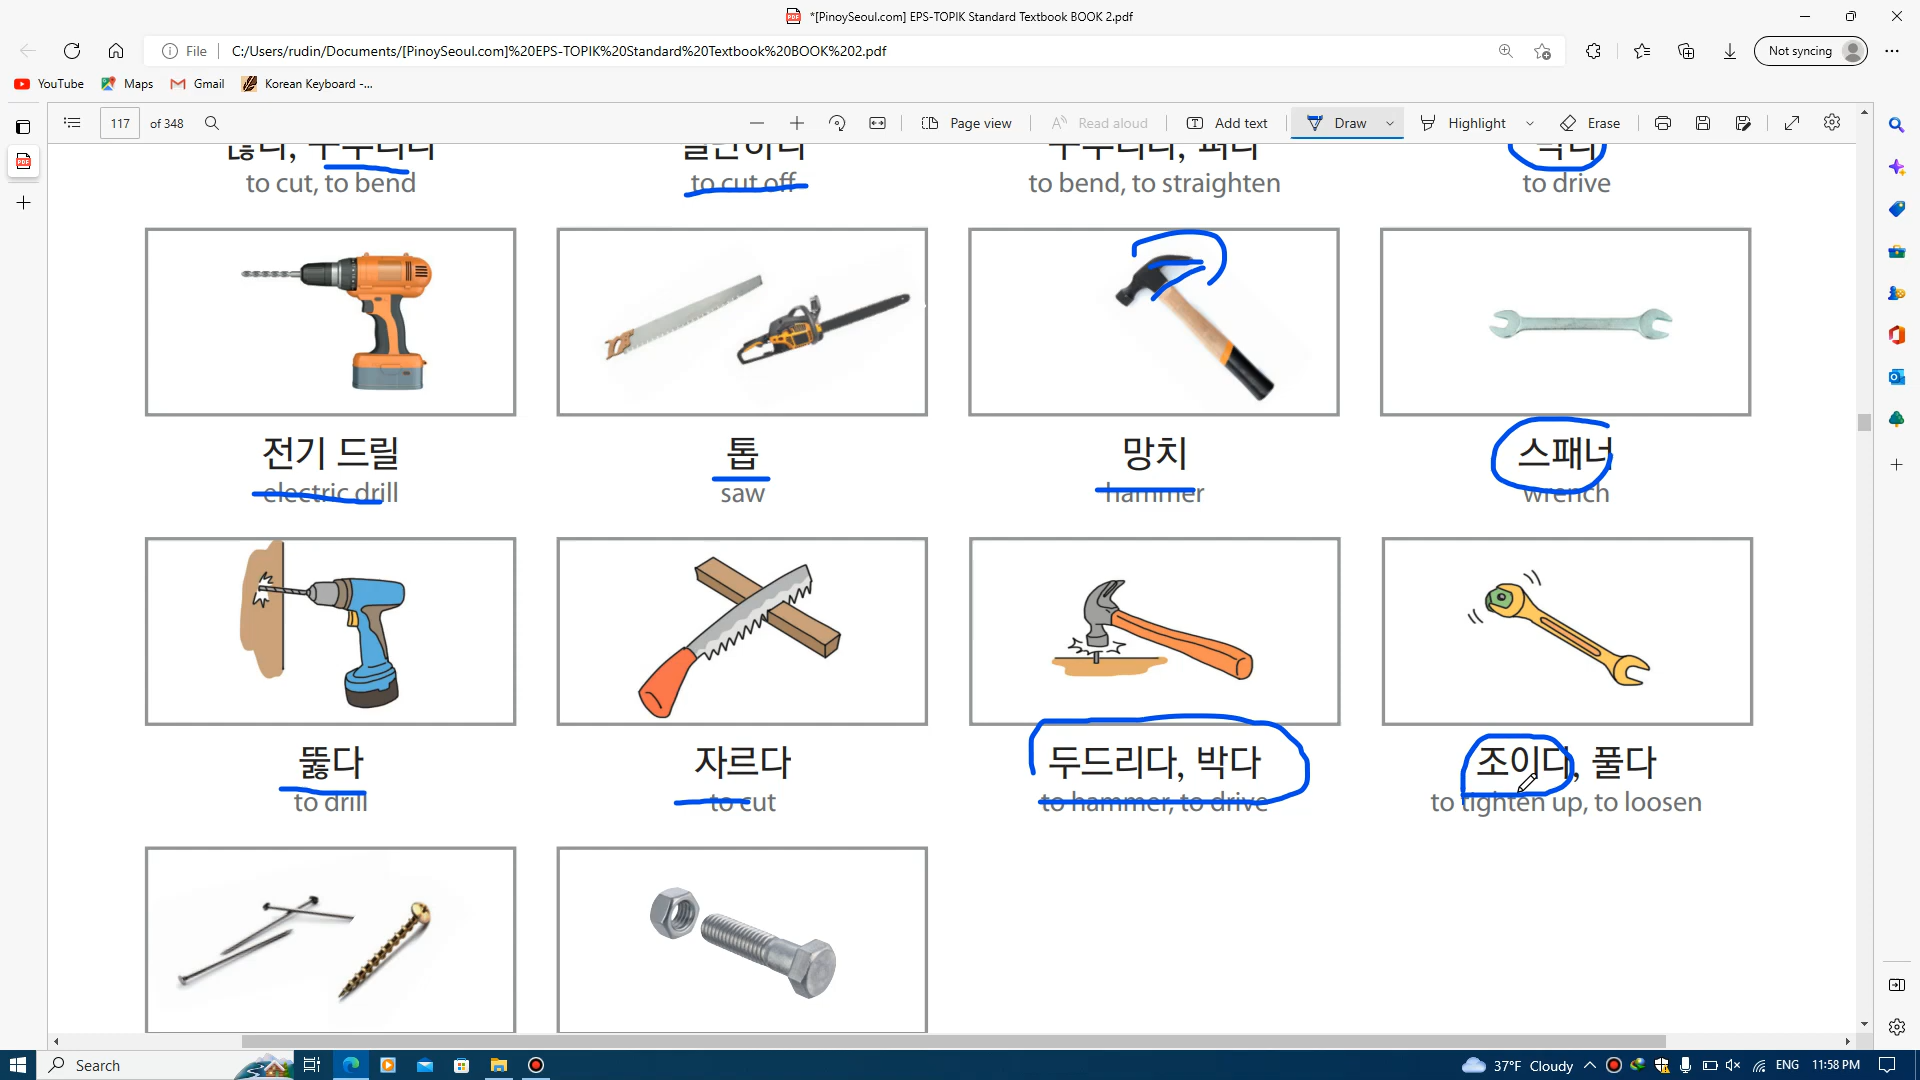 *[PinoySeoul.com] EPS-TOPIK Standard Textbook BOOK 2.pdf
File
C:/Users/rudin/Documents/[PinoySeoul.com]%20EPS-TOPIK%20Standard%20Textbook%20BOOK%202.pdf
Not syncing
YouTube
Maps
Gmail
Korean Keyboard -...
117 of 348
Page view
Read aloud
Add text
Draw
Highlight
Erase
to cut, to bend
to cut off
to bend, to straighten
to drive
전기 드릴
electric drill
톱
saw
망치
hammer
스패너
wrench
뚫다
to drill
자르다
to cut
두드리다, 박다
to hammer, to drive
조이다, 풀다
to tighten up, to loosen
Search
37°F Cloudy
ENG
11:58 PM